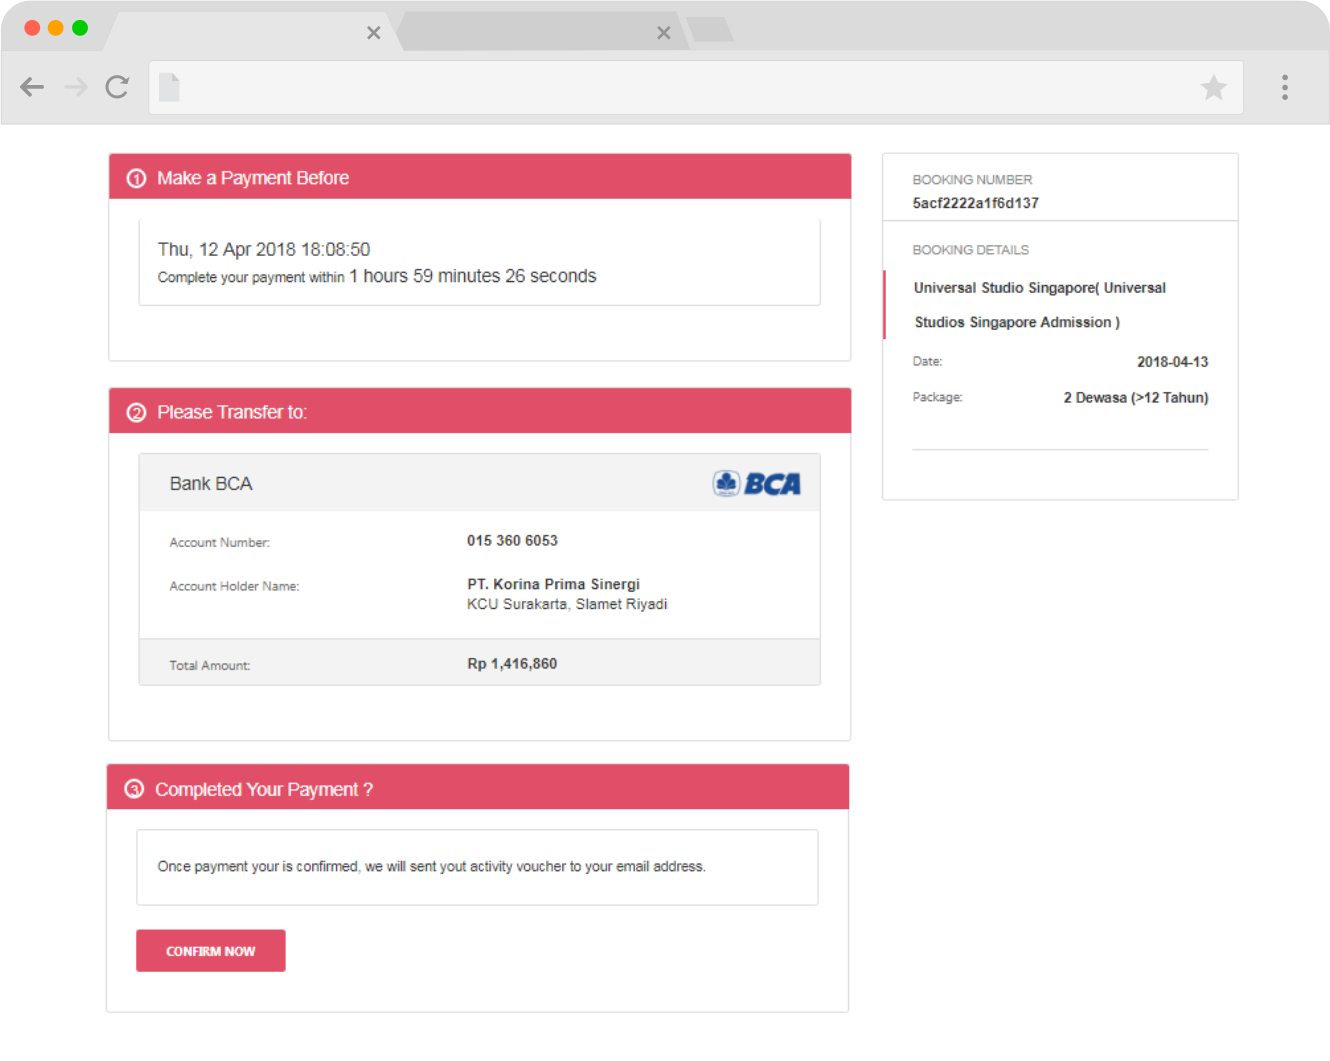 1 Make a Payment Before
Thu, 12 Apr 2018 18:08:50
Complete your payment within 1 hours 59 minutes 26 seconds
2 Please Transfer to:
Bank BCA
BCA
Account Number: 015 360 6053
Account Holder Name: PT. Korina Prima Sinergi
KCU Surakarta, Slamet Riyadi
Total Amount: Rp 1,416,860
3 Completed Your Payment ?
Once payment your is confirmed, we will sent yout activity voucher to your email address.
CONFIRM NOW
BOOKING NUMBER
5acf2222a1f6d137
BOOKING DETAILS
Universal Studio Singapore( Universal
Studios Singapore Admission )
Date: 2018-04-13
Package: 2 Dewasa (>12 Tahun)